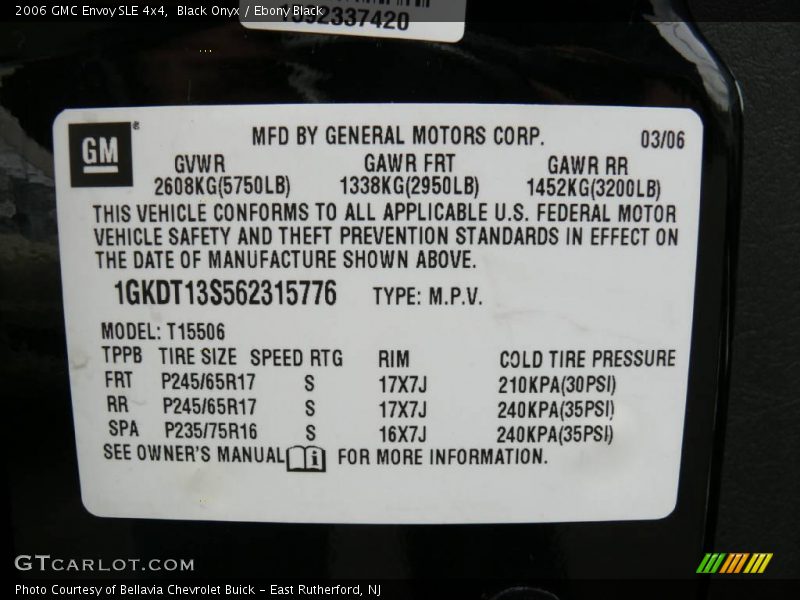 2006 GMC Envoy SLE 4x4, Black Onyx / Ebony Black
1592337420
GM
MFD BY GENERAL MOTORS CORP. 03/06
GVWR GAWR FRT GAWR RR
2608KG(5750LB) 1338KG(2950LB) 1452KG(3200LB)
THIS VEHICLE CONFORMS TO ALL APPLICABLE U.S. FEDERAL MOTOR
VEHICLE SAFETY AND THEFT PREVENTION STANDARDS IN EFFECT ON
THE DATE OF MANUFACTURE SHOWN ABOVE.
1GKDT13S562315776 TYPE: M.P.V.
MODEL: T15506
TPPB TIRE SIZE SPEED RTG RIM COLD TIRE PRESSURE
FRT P245/65R17 S 17X7J 210KPA(30PSI)
RR P245/65R17 S 17X7J 240KPA(35PSI)
SPA P235/75R16 S 16X7J 240KPA(35PSI)
SEE OWNER'S MANUAL i FOR MORE INFORMATION.
GTCARLOT.COM
Photo Courtesy of Bellavia Chevrolet Buick - East Rutherford, NJ